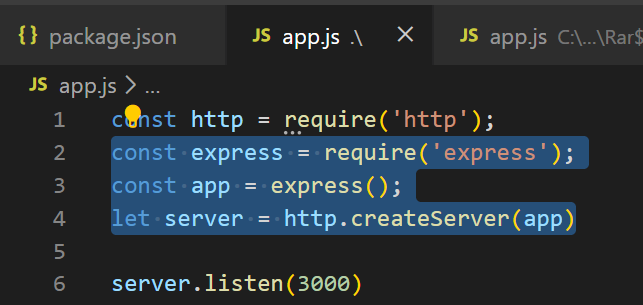 { } package.json JS app.js .\ × JS app.js C:\...\Rar$
JS app.js > ...
1 const http = require('http');
2 const express = require('express');
3 const app = express();
4 let server = http.createServer(app)
5
6 server.listen(3000)